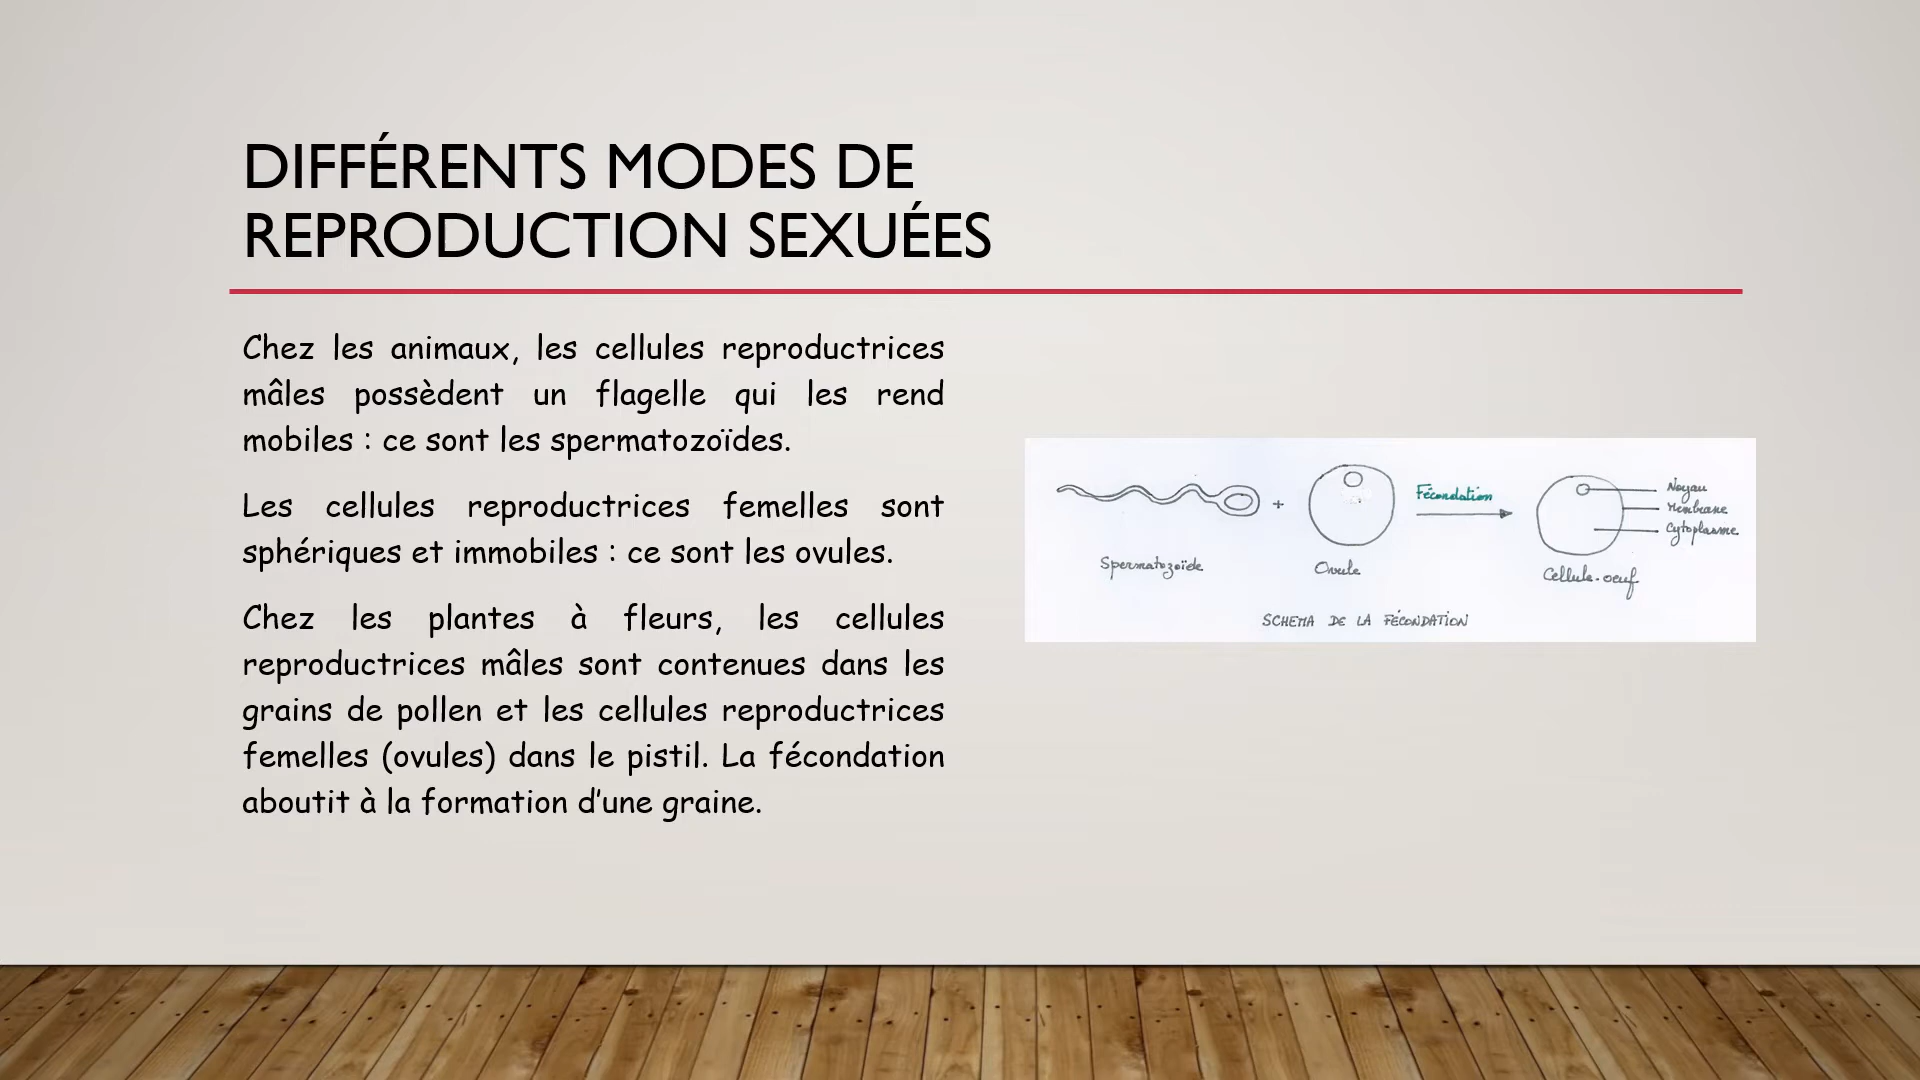 DIFFÉRENTS MODES DE
REPRODUCTION SEXUÉES
Chez les animaux, les cellules reproductrices
mâles possèdent un flagelle qui les rend
mobiles : ce sont les spermatozoïdes.
Les cellules reproductrices femelles sont
sphériques et immobiles : ce sont les ovules.
Chez les plantes à fleurs, les cellules
reproductrices mâles sont contenues dans les
grains de pollen et les cellules reproductrices
femelles (ovules) dans le pistil. La fécondation
aboutit à la formation d'une graine.
+
Fécondation
Noyau
Membrane
Cytoplasme
Spermatozoïde
Ovule
Cellule-oeuf
SCHEMA DE LA FÉCONDATION